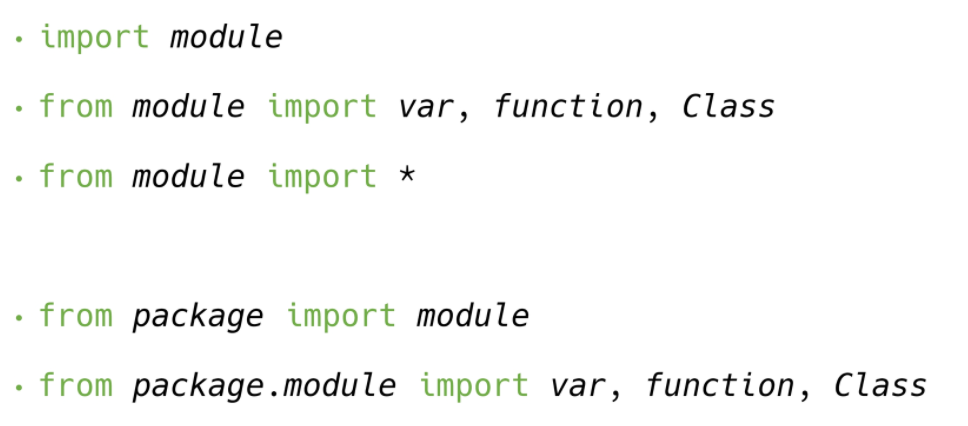 • import module
• from module import var, function, Class
• from module import *
• from package import module
• from package.module import var, function, Class